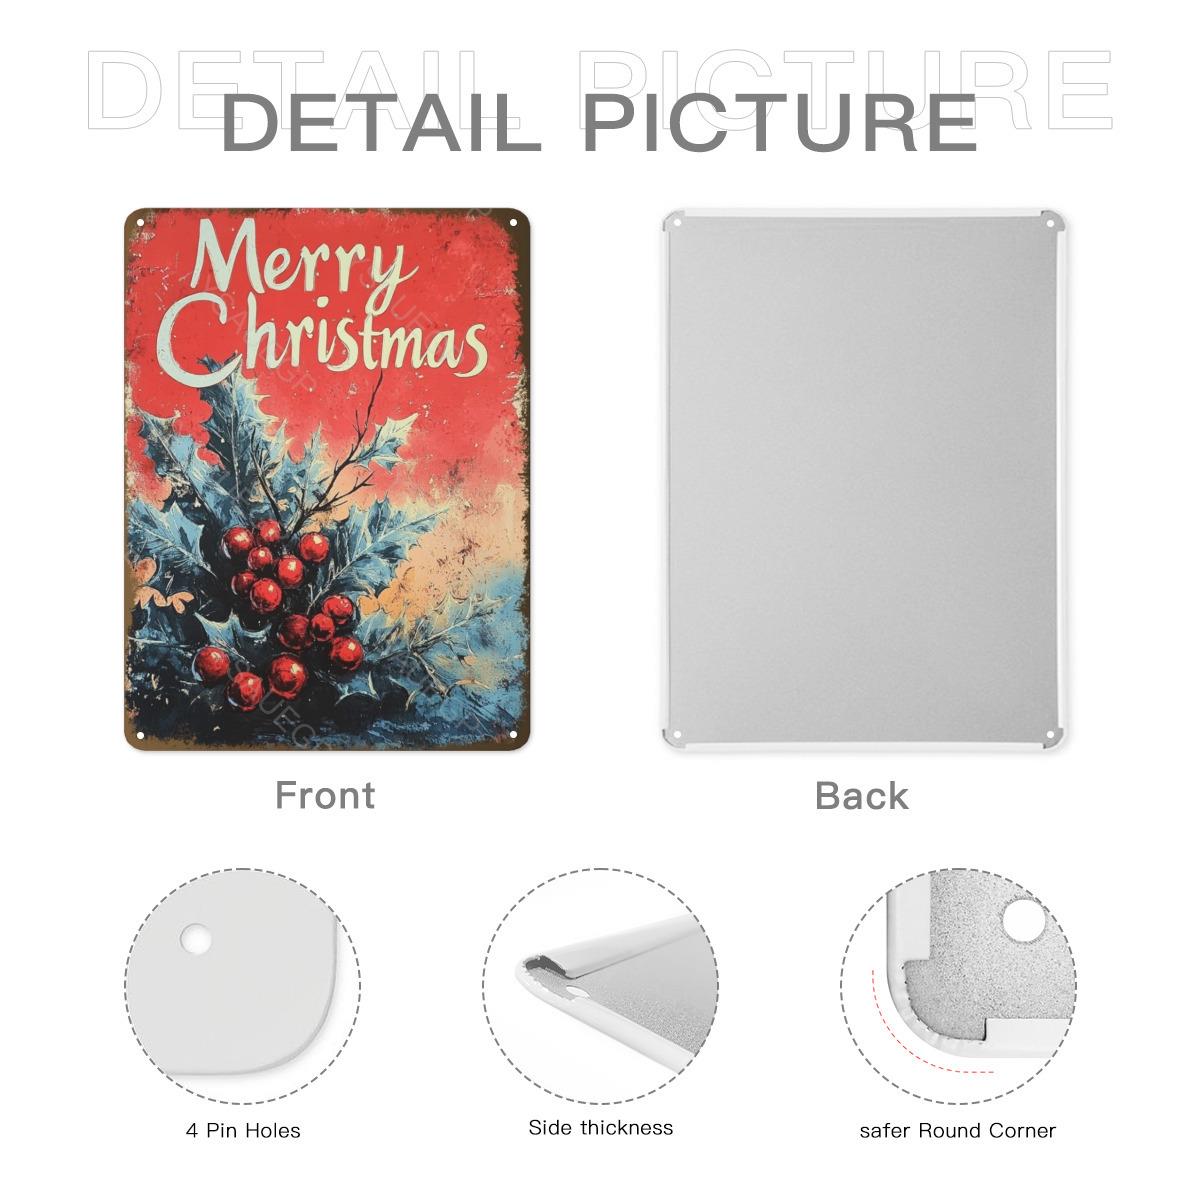 DETAIL PICTURE
DETAIL PICTURE
Merry
Christmas
Front
Back
4 Pin Holes
Side thickness
safer Round Corner